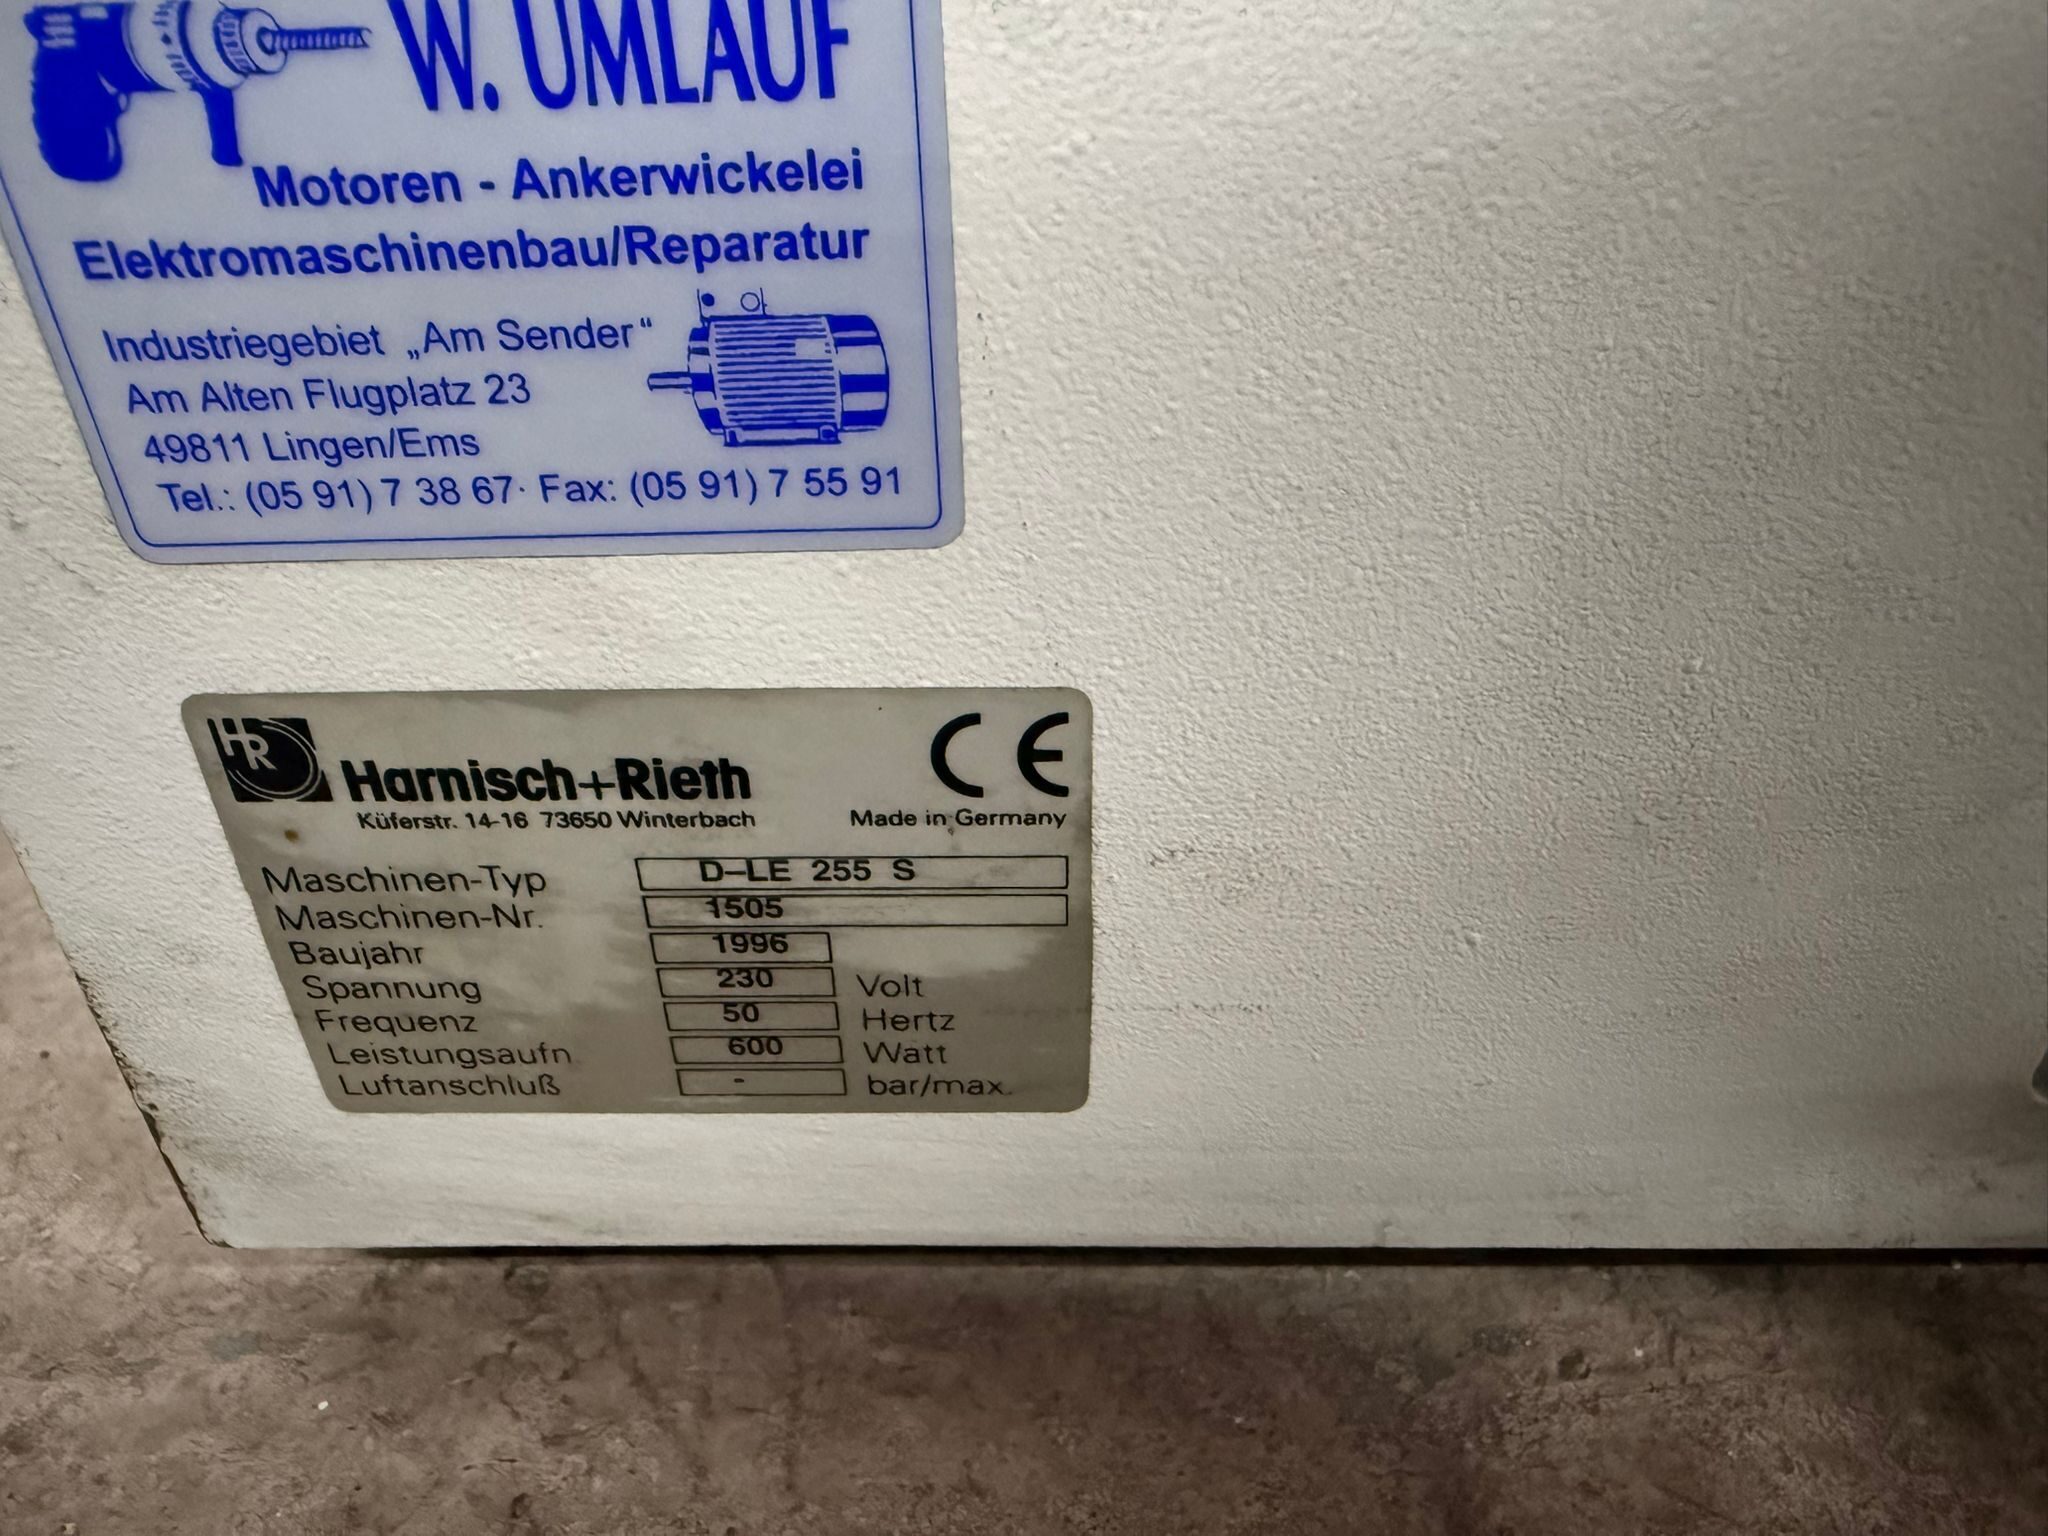 W. UMLAUF
Motoren - Ankerwickelei
Elektromaschinenbau/Reparatur
Industriegebiet „Am Sender“
Am Alten Flugplatz 23
49811 Lingen/Ems
Tel.: (05 91) 7 38 67· Fax: (05 91) 7 55 91
HR Harnisch+Rieth CE
Küferstr. 14-16 73650 Winterbach Made in Germany
Maschinen-Typ D-LE 255 S
Maschinen-Nr. 1505
Baujahr 1996
Spannung 230 Volt
Frequenz 50 Hertz
Leistungsaufn. 600 Watt
Luftanschluß - bar/max.